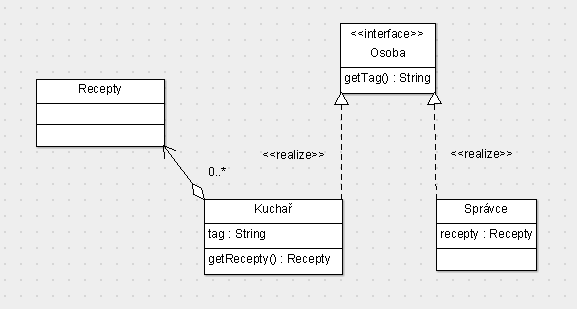 <<interface>>
Osoba
getTag() : String
Recepty
<<realize>>
<<realize>>
0..*
Kuchař
tag : String
getRecepty() : Recepty
Správce
recepty : Recepty